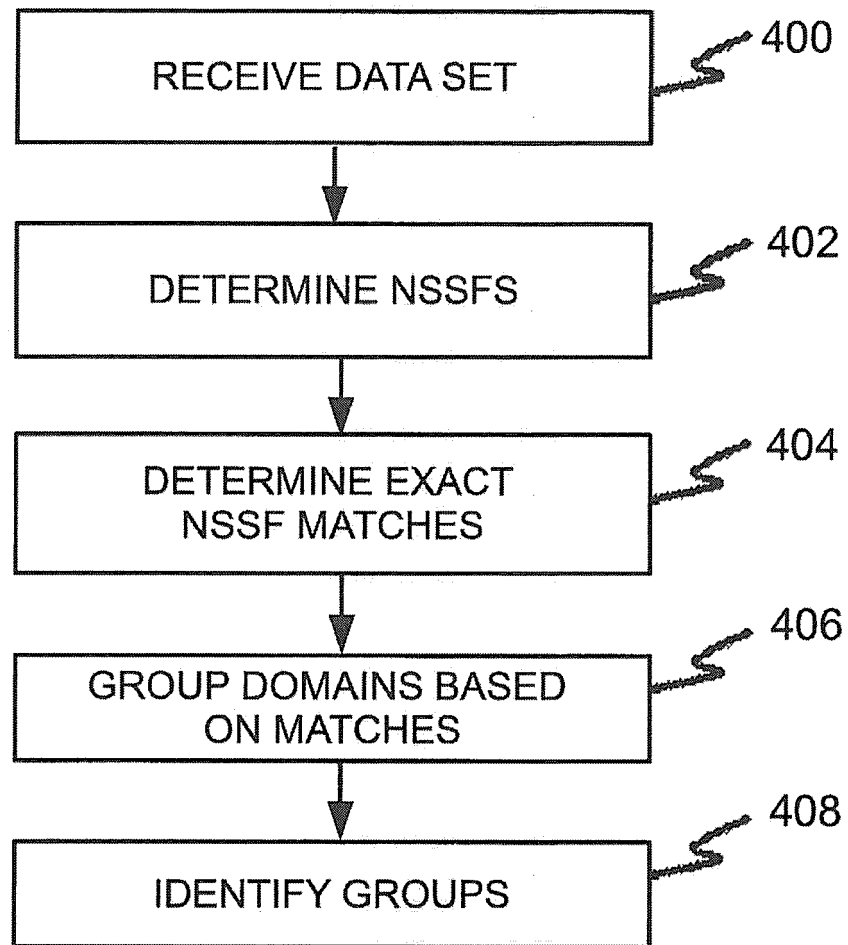 RECEIVE DATA SET
400
DETERMINE NSSFS
402
DETERMINE EXACT
NSSF MATCHES
404
GROUP DOMAINS BASED
ON MATCHES
406
IDENTIFY GROUPS
408